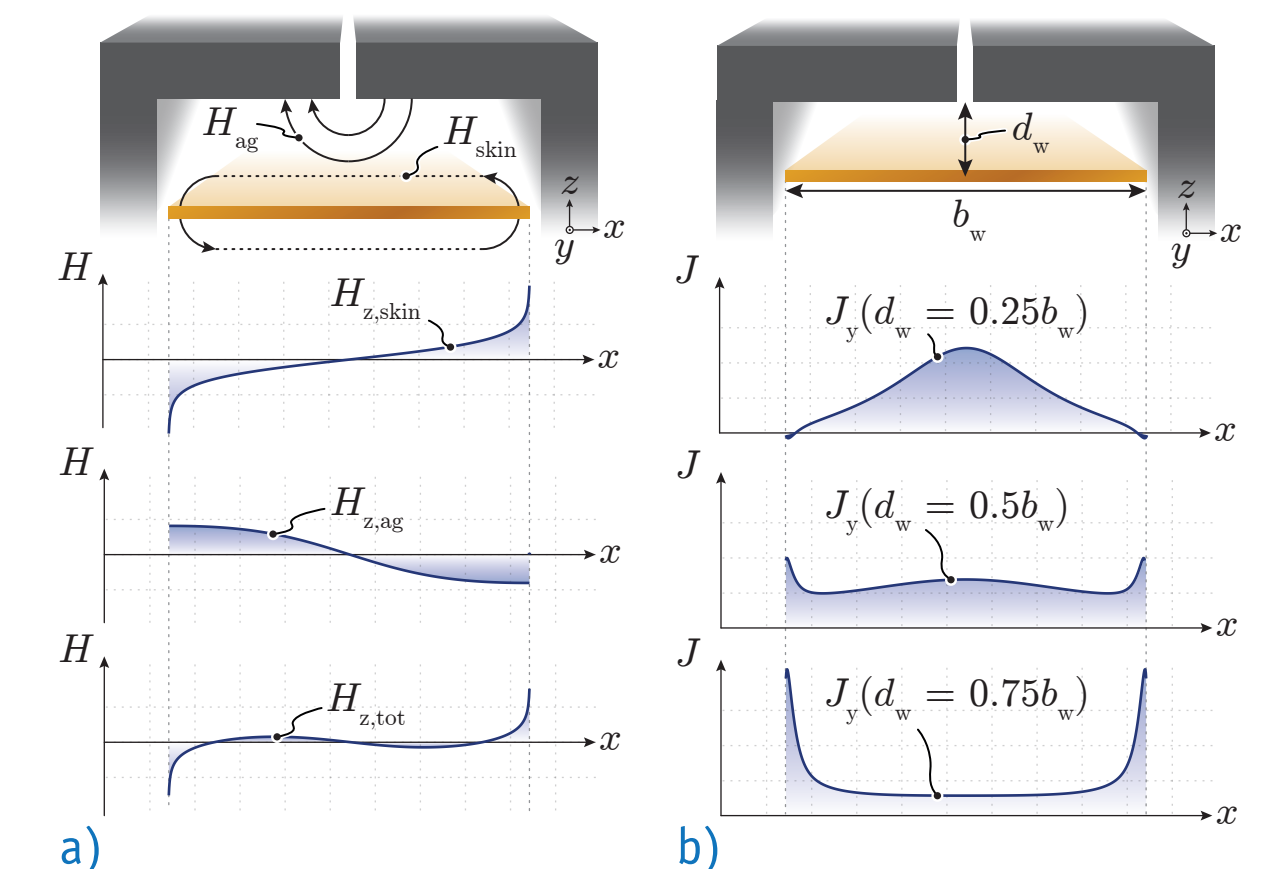 H_ag
H_skin
z
x
y
H
H_z,skin
x
H
H_z,ag
x
H
H_z,tot
x
a)
d_w
b_w
z
x
y
J
J_y(d_w = 0.25b_w)
x
J
J_y(d_w = 0.5b_w)
x
J
J_y(d_w = 0.75b_w)
x
b)